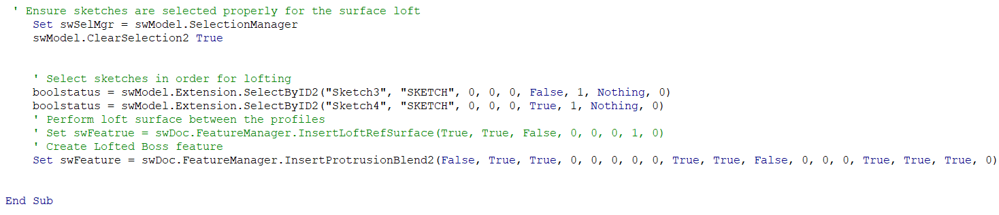 ' Ensure sketches are selected properly for the surface loft
Set swSelMgr = swModel.SelectionManager
swModel.ClearSelection2 True
' Select sketches in order for lofting
boolstatus = swModel.Extension.SelectByID2("Sketch3", "SKETCH", 0, 0, 0, False, 1, Nothing, 0)
boolstatus = swModel.Extension.SelectByID2("Sketch4", "SKETCH", 0, 0, 0, True, 1, Nothing, 0)
' Perform loft surface between the profiles
' Set swFeatrue = swDoc.FeatureManager.InsertLoftRefSurface(True, True, False, 0, 0, 0, 1, 0)
' Create Lofted Boss feature
Set swFeature = swDoc.FeatureManager.InsertProtrusionBlend2(False, True, True, 0, 0, 0, 0, 0, True, True, False, 0, 0, 0, True, True, True, 0)
End Sub